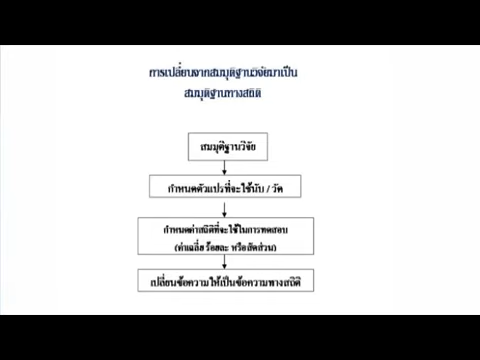 การเปลี่ยนจากสมมุติฐานวิจัยมาเป็น
สมมุติฐานทางสถิติ
สมมุติฐานวิจัย
กำหนดตัวแปรที่จะใช้นับ / วัด
กำหนดค่าสถิติที่จะใช้ในการทดสอบ
(ค่าเฉลี่ย ร้อยละ หรือสัดส่วน)
เปลี่ยนข้อความให้เป็นข้อความทางสถิติ